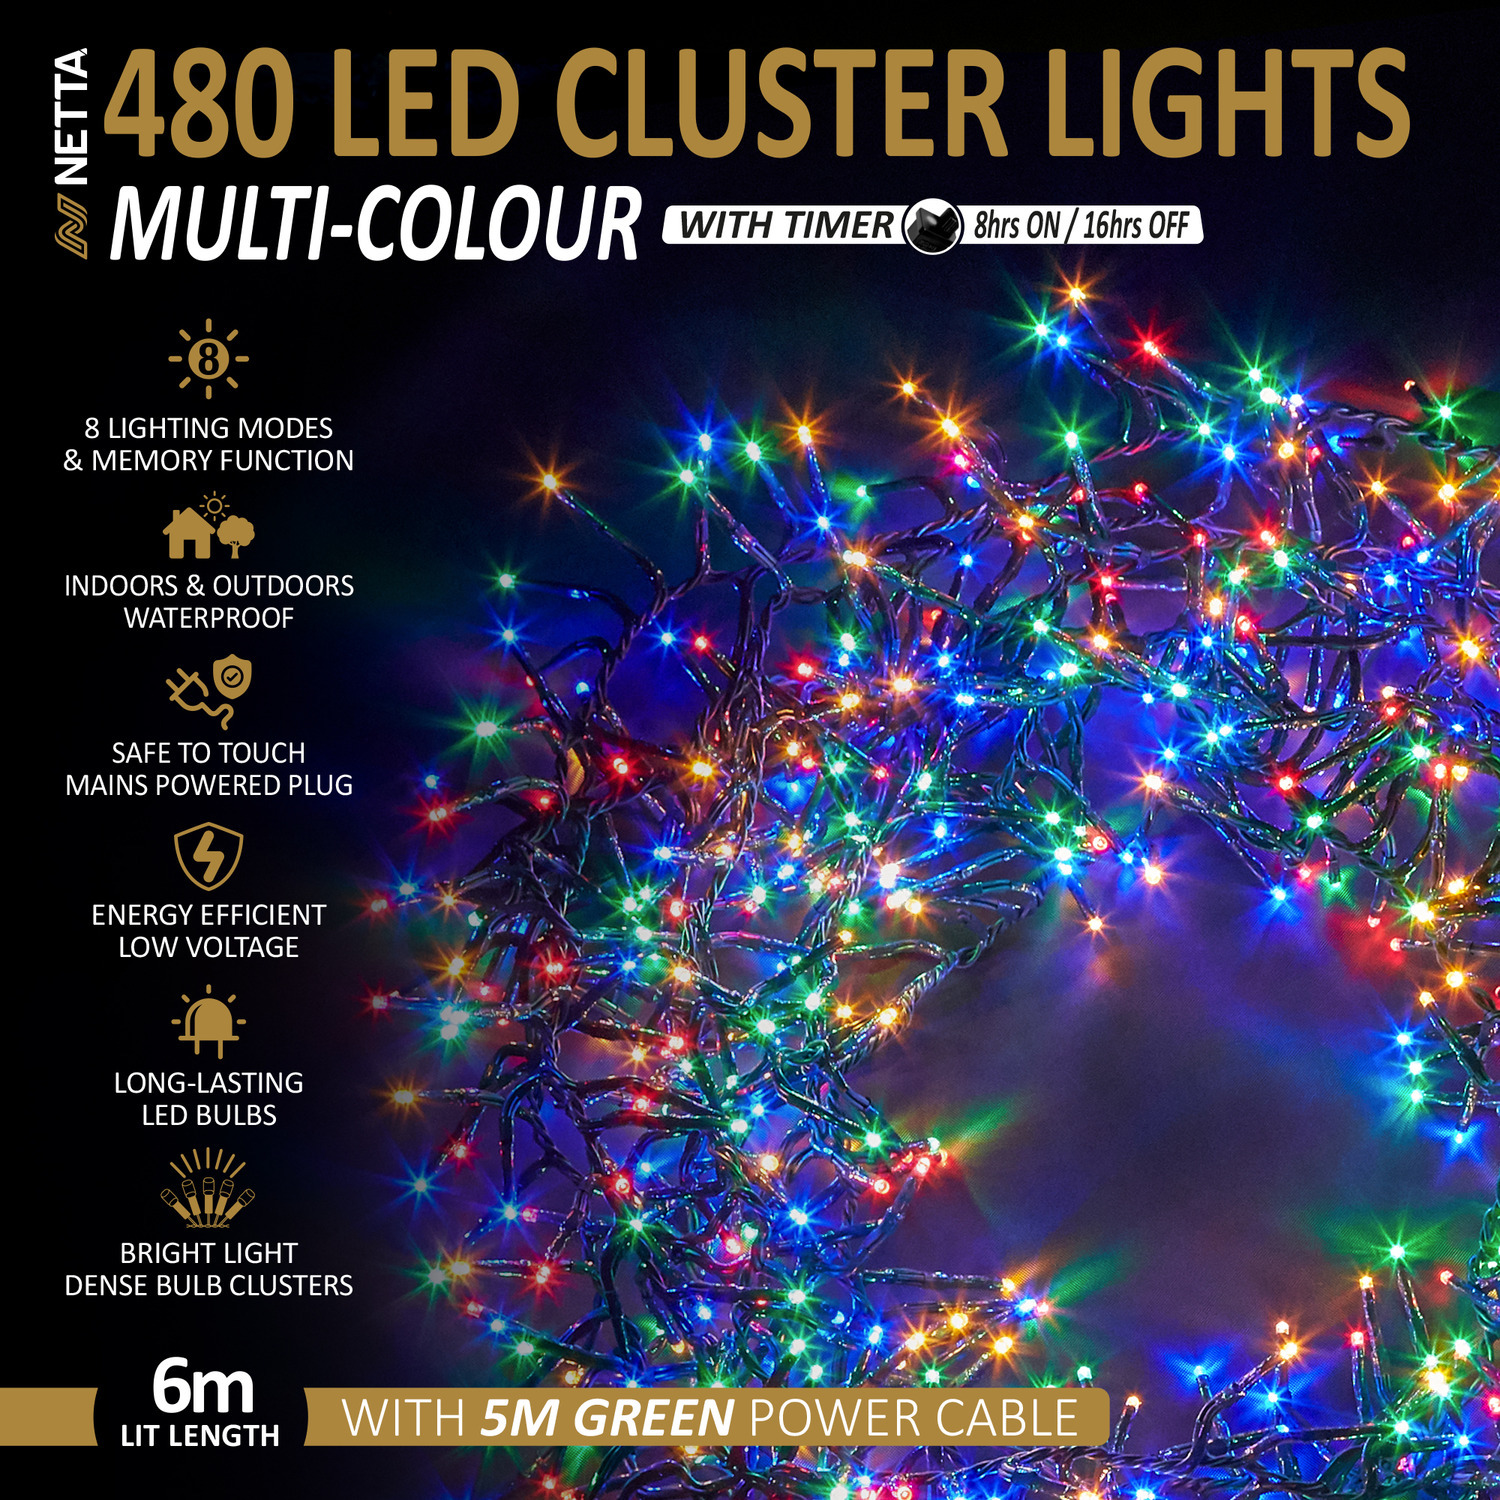 NETTA
480 LED CLUSTER LIGHTS
MULTI-COLOUR
WITH TIMER 8hrs ON / 16hrs OFF
8
8 LIGHTING MODES
& MEMORY FUNCTION
INDOORS & OUTDOORS
WATERPROOF
SAFE TO TOUCH
MAINS POWERED PLUG
ENERGY EFFICIENT
LOW VOLTAGE
LONG-LASTING
LED BULBS
BRIGHT LIGHT
DENSE BULB CLUSTERS
6m
LIT LENGTH
WITH 5M GREEN POWER CABLE